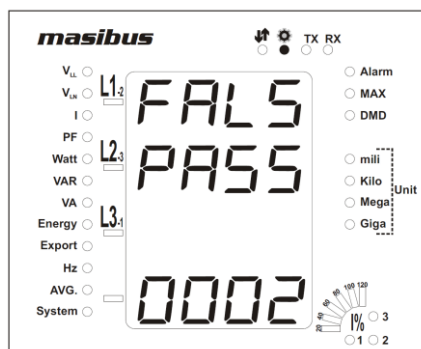 masibus
TX RX
V_LL
V_LN
I
PF
Watt
VAR
VA
Energy
Export
Hz
AVG.
System
L1-2
L2-3
L3-1
FALS
PASS
0002
Alarm
MAX
DMD
mili
Kilo
Mega
Giga
Unit
20 40 60 80 100 120
I%
3
1 2